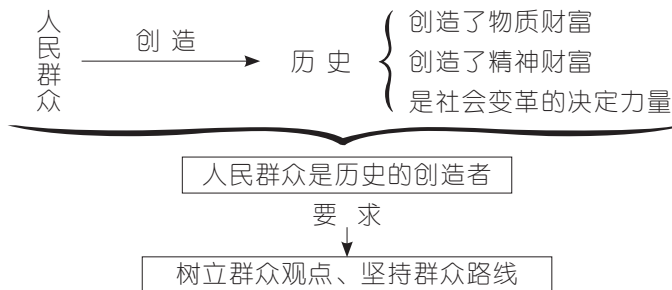 人民群众
创 造
历 史
创造了物质财富
创造了精神财富
是社会变革的决定力量
人民群众是历史的创造者
要 求
树立群众观点、坚持群众路线